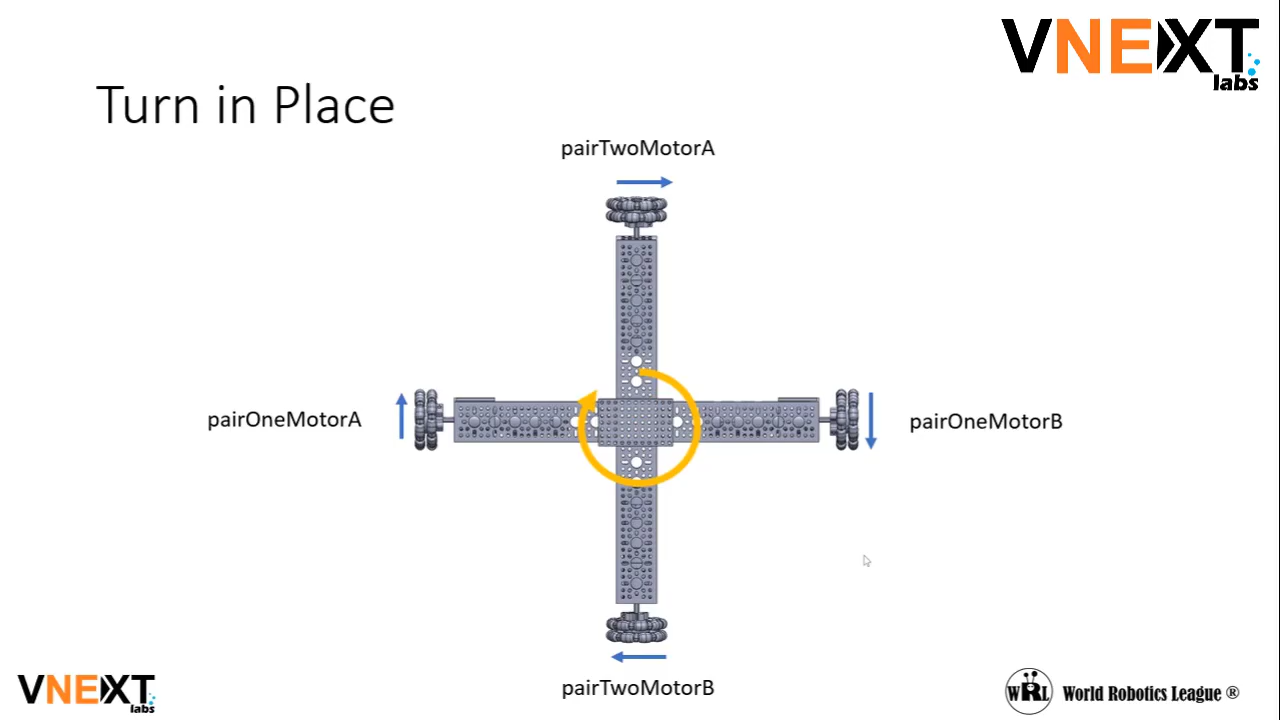 VNEXT
labs
Turn in Place
pairTwoMotorA
pairOneMotorA
pairOneMotorB
pairTwoMotorB
VNEXT
labs
WRL World Robotics League ®